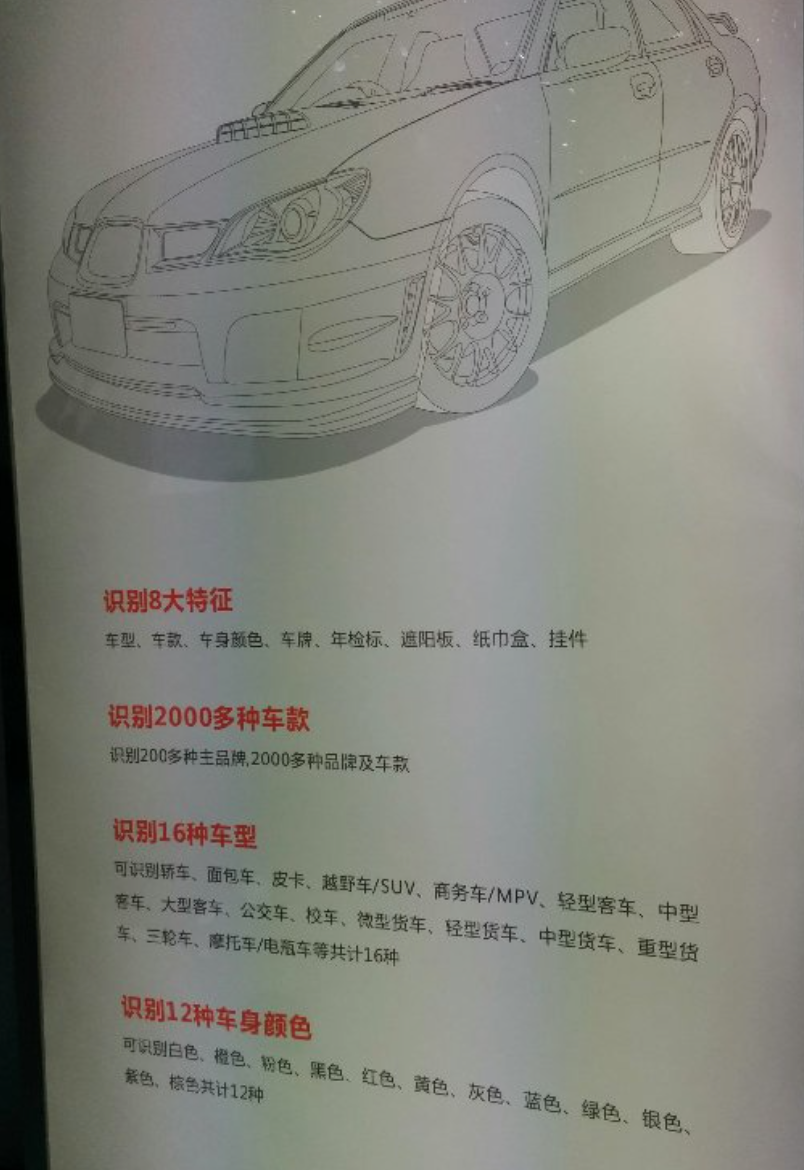 识别8大特征
车型、车款、车身颜色、车牌、年检标、遮阳板、纸巾盒、挂件
识别2000多种车款
识别200多种主品牌,2000多种品牌及车款
识别16种车型
可识别轿车、面包车、皮卡、越野车/SUV、商务车/MPV、轻型客车、中型
客车、大型客车、公交车、校车、微型货车、轻型货车、中型货车、重型货
车、三轮车、摩托车/电瓶车等共计16种
识别12种车身颜色
可识别白色、橙色、粉色、黑色、红色、黄色、灰色、蓝色、绿色、银色、
紫色、棕色共计12种